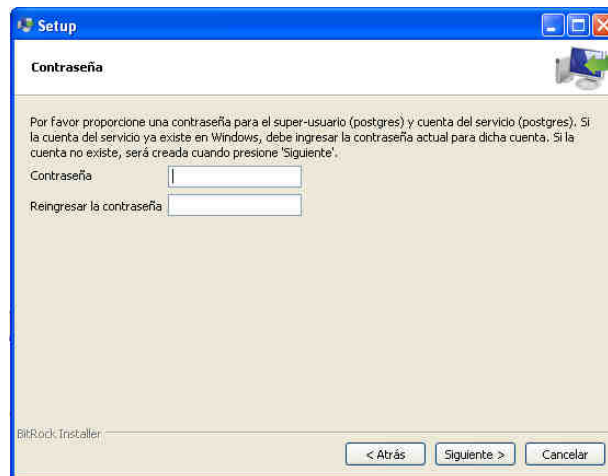 Setup
Contraseña
Por favor proporcione una contraseña para el super-usuario (postgres) y cuenta del servicio (postgres). Si
la cuenta del servicio ya existe en Windows, debe ingresar la contraseña actual para dicha cuenta. Si la
cuenta no existe, será creada cuando presione 'Siguiente'.
Contraseña
Reingresar la contraseña
BitRock Installer
< Atrás Siguiente > Cancelar